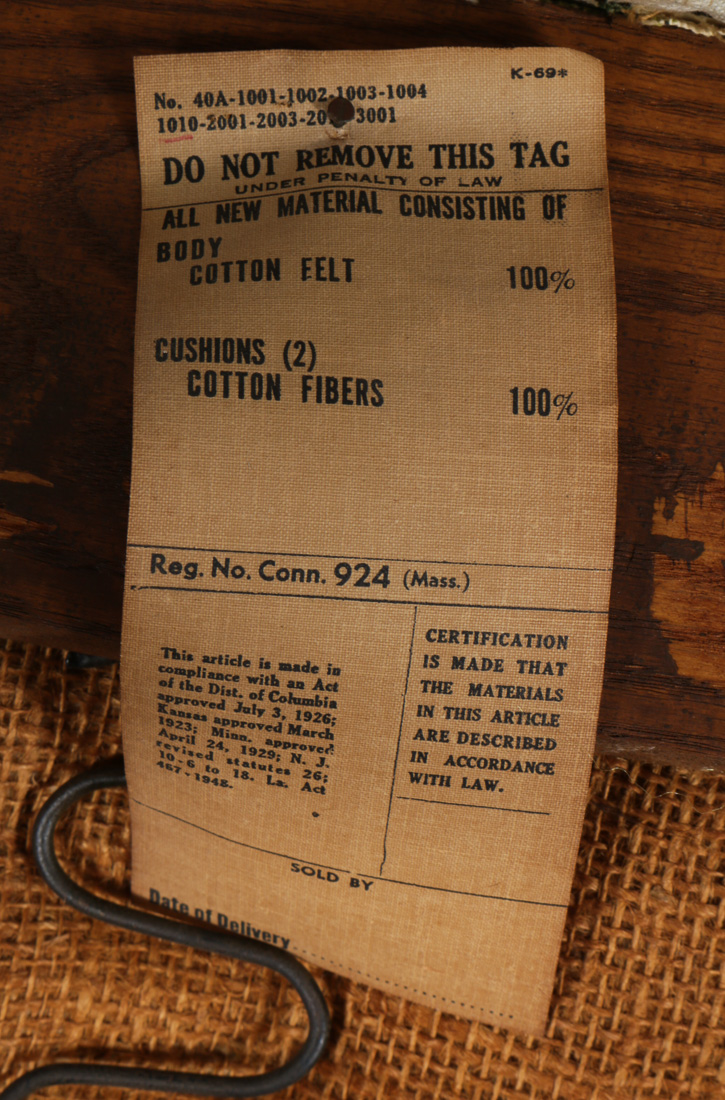 K-69*
No. 40A-1001-1002-1003-1004
1010-2001-2003-20 3001
DO NOT REMOVE THIS TAG
UNDER PENALTY OF LAW
ALL NEW MATERIAL CONSISTING OF
BODY
COTTON FELT 100%
CUSHIONS (2)
COTTON FIBERS 100%
Reg. No. Conn. 924 (Mass.)
This article is made in
compliance with an Act
of the Dist. of Columbia
approved July 3, 1926;
Kansas approved March
1923; Minn. approved
April 24, 1929; N. J.
revised statutes 26;
10-6 to 18. La. Act
467-1948.
CERTIFICATION
IS MADE THAT
THE MATERIALS
IN THIS ARTICLE
ARE DESCRIBED
IN ACCORDANCE
WITH LAW.
SOLD BY
Date of Delivery